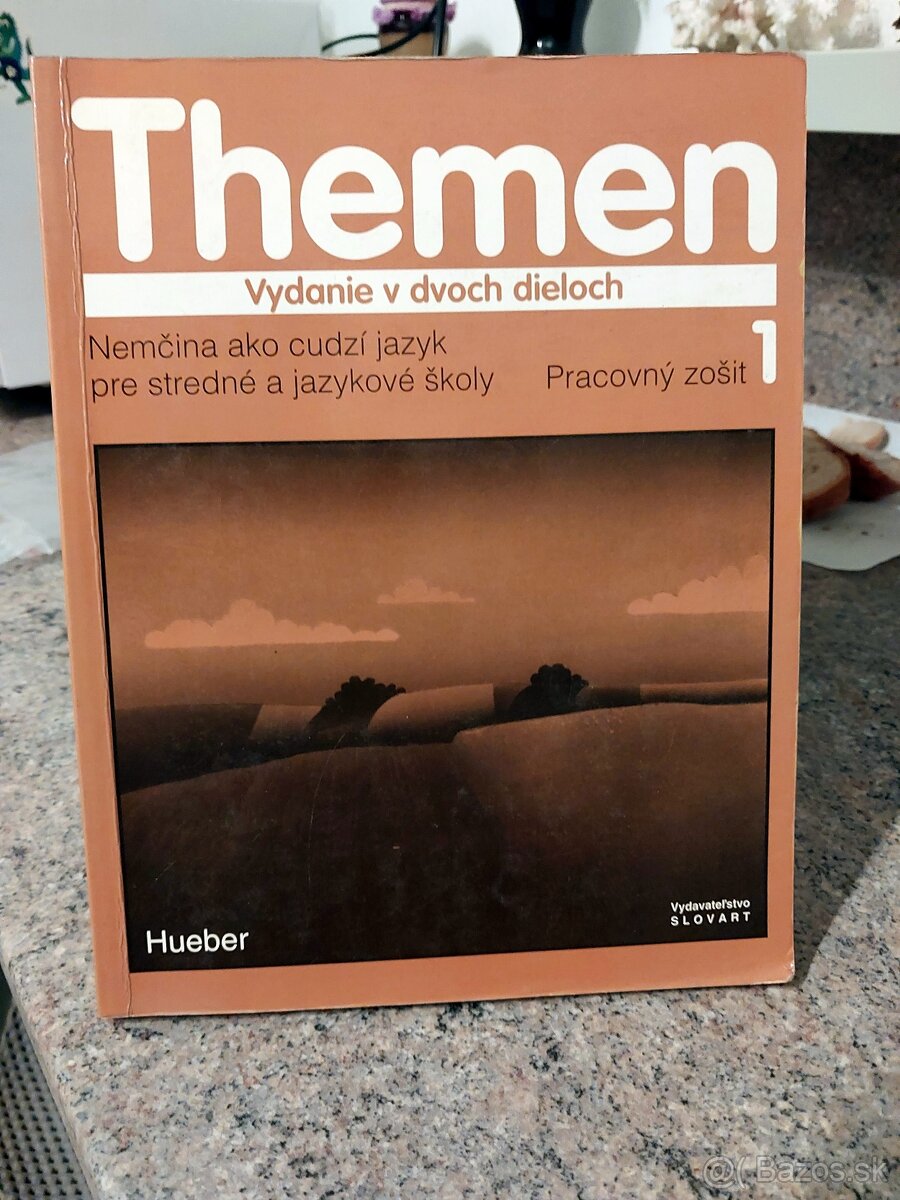 Themen
Vydanie v dvoch dieloch
Nemčina ako cudzí jazyk
pre stredné a jazykové školy
Pracovný zošit 1
Hueber
Vydavateľstvo
SLOVART
@( Bazos.sk